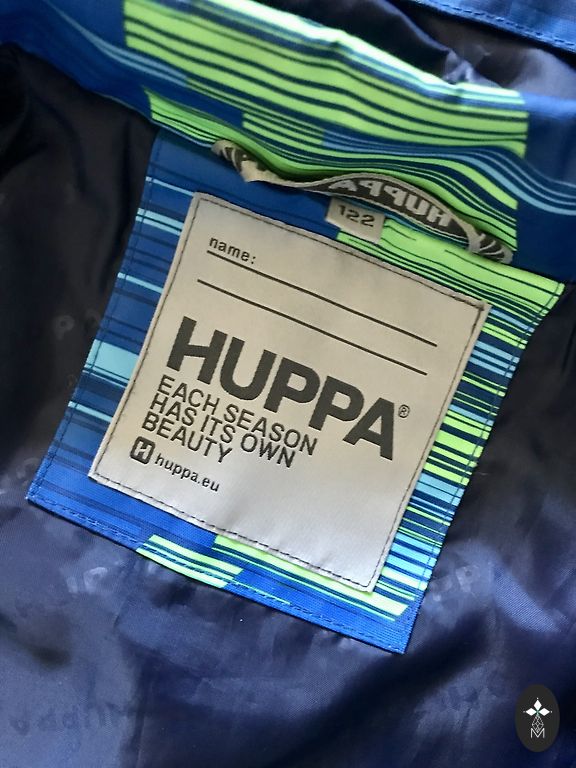 HUPPA
122
name:
HUPPA®
EACH SEASON
HAS ITS OWN
BEAUTY
huppa.eu